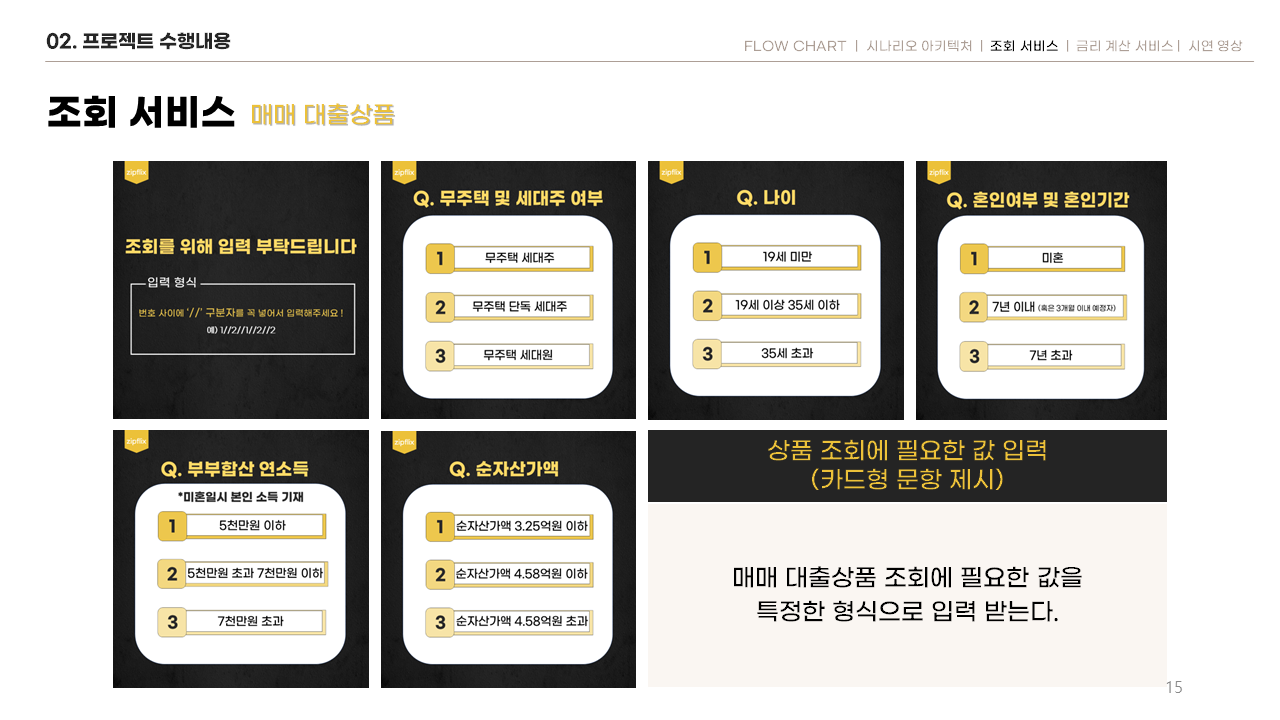 02. 프로젝트 수행내용
FLOW CHART | 시나리오 아키텍처 | 조회 서비스 | 금리 계산 서비스 | 시연 영상
조회 서비스 매매 대출상품
zipflix
조회를 위해 입력 부탁드립니다
입력 형식
번호 사이에 '//' 구분자를 꼭 넣어서 입력해주세요!
예) 1//2//1//2//2
zipflix
Q. 무주택 및 세대주 여부
1 무주택 세대주
2 무주택 단독 세대주
3 무주택 세대원
zipflix
Q. 나이
1 19세 미만
2 19세 이상 35세 이하
3 35세 초과
zipflix
Q. 혼인여부 및 혼인기간
1 미혼
2 7년 이내 (혹은 3개월 이내 예정자)
3 7년 초과
zipflix
Q. 부부합산 연소득
*미혼일시 본인 소득 기재
1 5천만원 이하
2 5천만원 초과 7천만원 이하
3 7천만원 초과
zipflix
Q. 순자산가액
1 순자산가액 3.25억원 이하
2 순자산가액 4.58억원 이하
3 순자산가액 4.58억원 초과
상품 조회에 필요한 값 입력
(카드형 문항 제시)
매매 대출상품 조회에 필요한 값을
특정한 형식으로 입력 받는다.
15